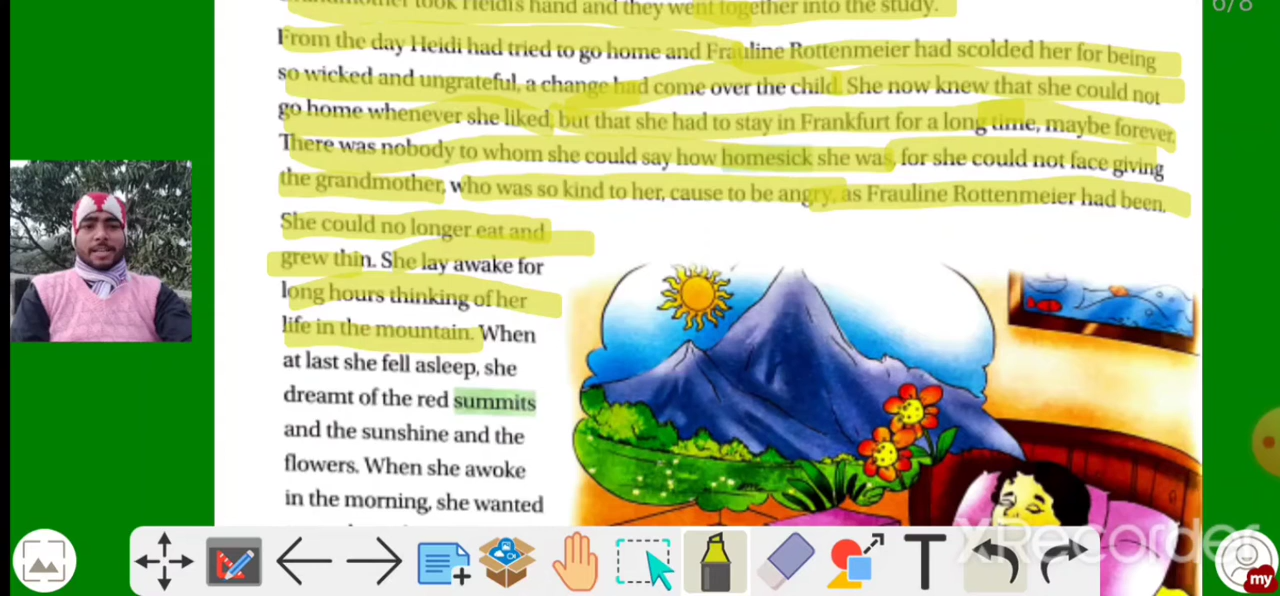 took Heidi's hand and they went together into the study.
6/8
From the day Heidi had tried to go home and Frauline Rottenmeier had scolded her for being
so wicked and ungrateful, a change had come over the child. She now knew that she could not
go home whenever she liked, but that she had to stay in Frankfurt for a long time, maybe forever.
There was nobody to whom she could say how homesick she was, for she could not face giving
the grandmother, who was so kind to her, cause to be angry, as Frauline Rottenmeier had been.
She could no longer eat and
grew thin. She lay awake for
long hours thinking of her
life in the mountain. When
at last she fell asleep, she
dreamt of the red summits
and the sunshine and the
flowers. When she awoke
in the morning, she wanted
XRecorder
T
my